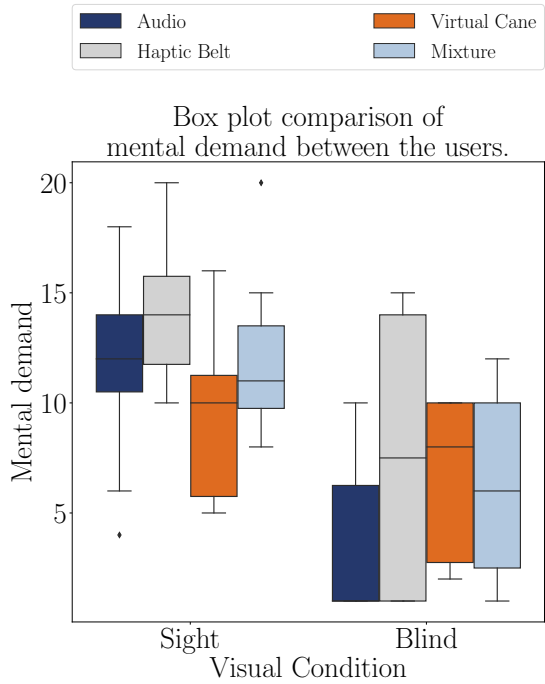 Audio
Haptic Belt
Virtual Cane
Mixture
Box plot comparison of
mental demand between the users.
Mental demand
20
15
10
5
Sight
Blind
Visual Condition